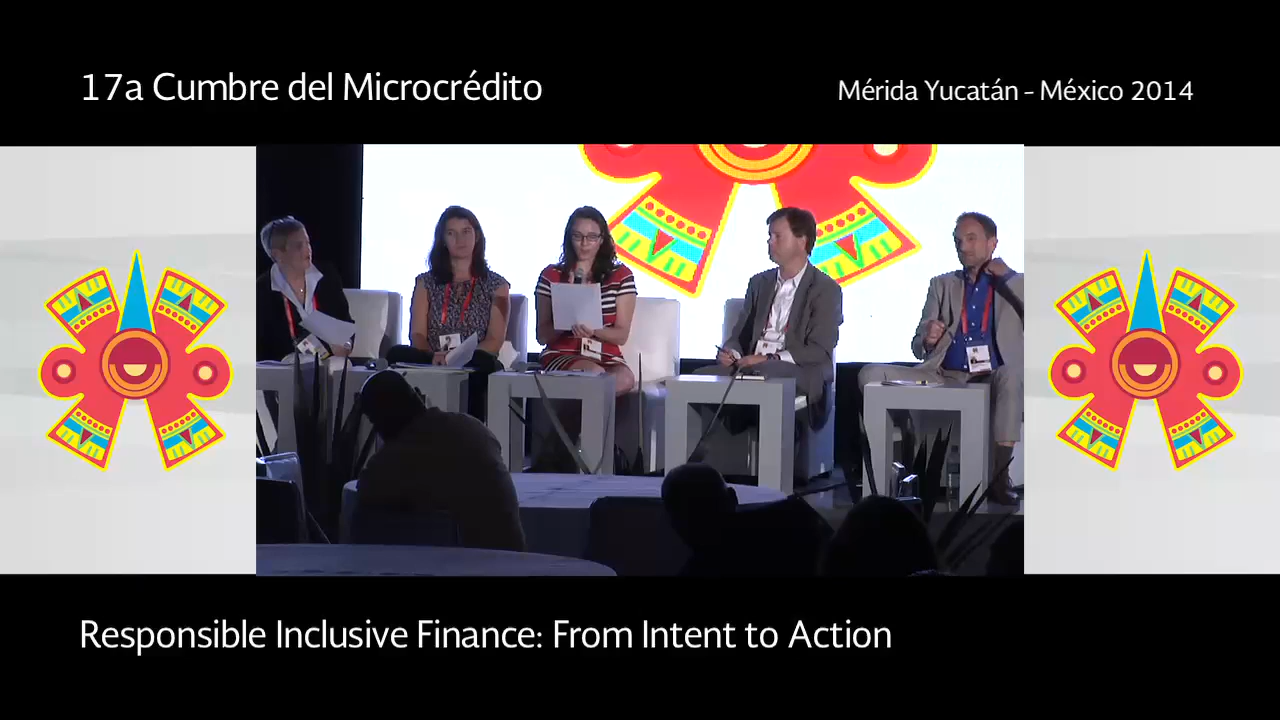 17a Cumbre del Microcrédito
Mérida Yucatán - México 2014
Responsible Inclusive Finance: From Intent to Action